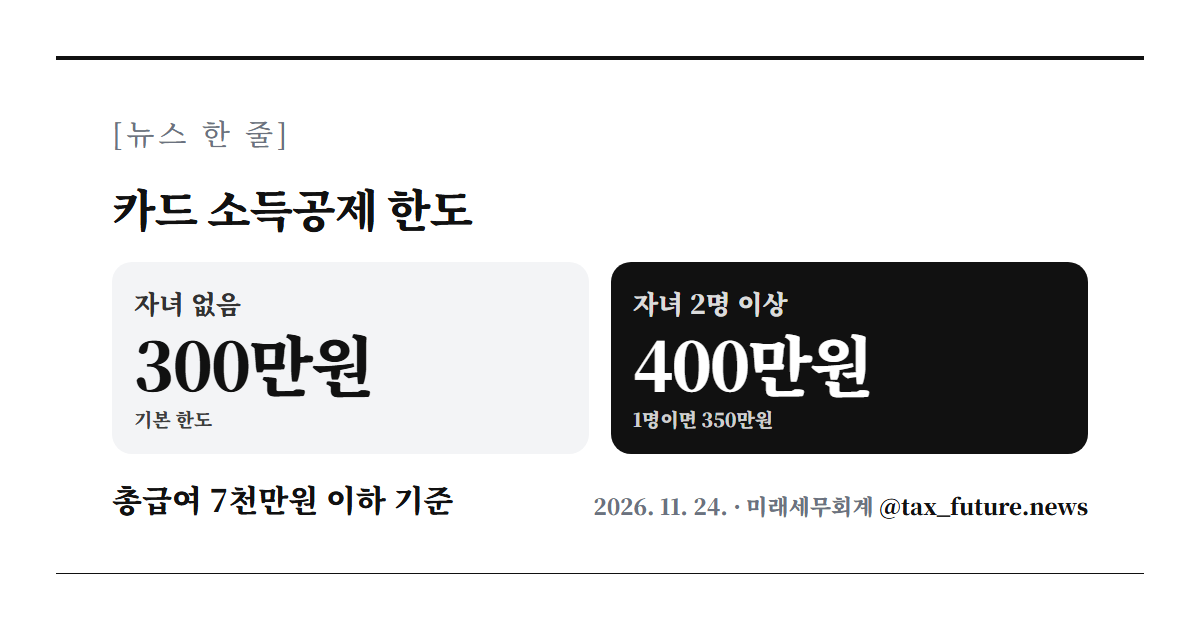 [뉴스 한 줄]
카드 소득공제 한도
자녀 없음
300만원
기본 한도
자녀 2명 이상
400만원
1명이면 350만원
총급여 7천만원 이하 기준
2026. 11. 24. · 미래세무회계 @tax_future.news